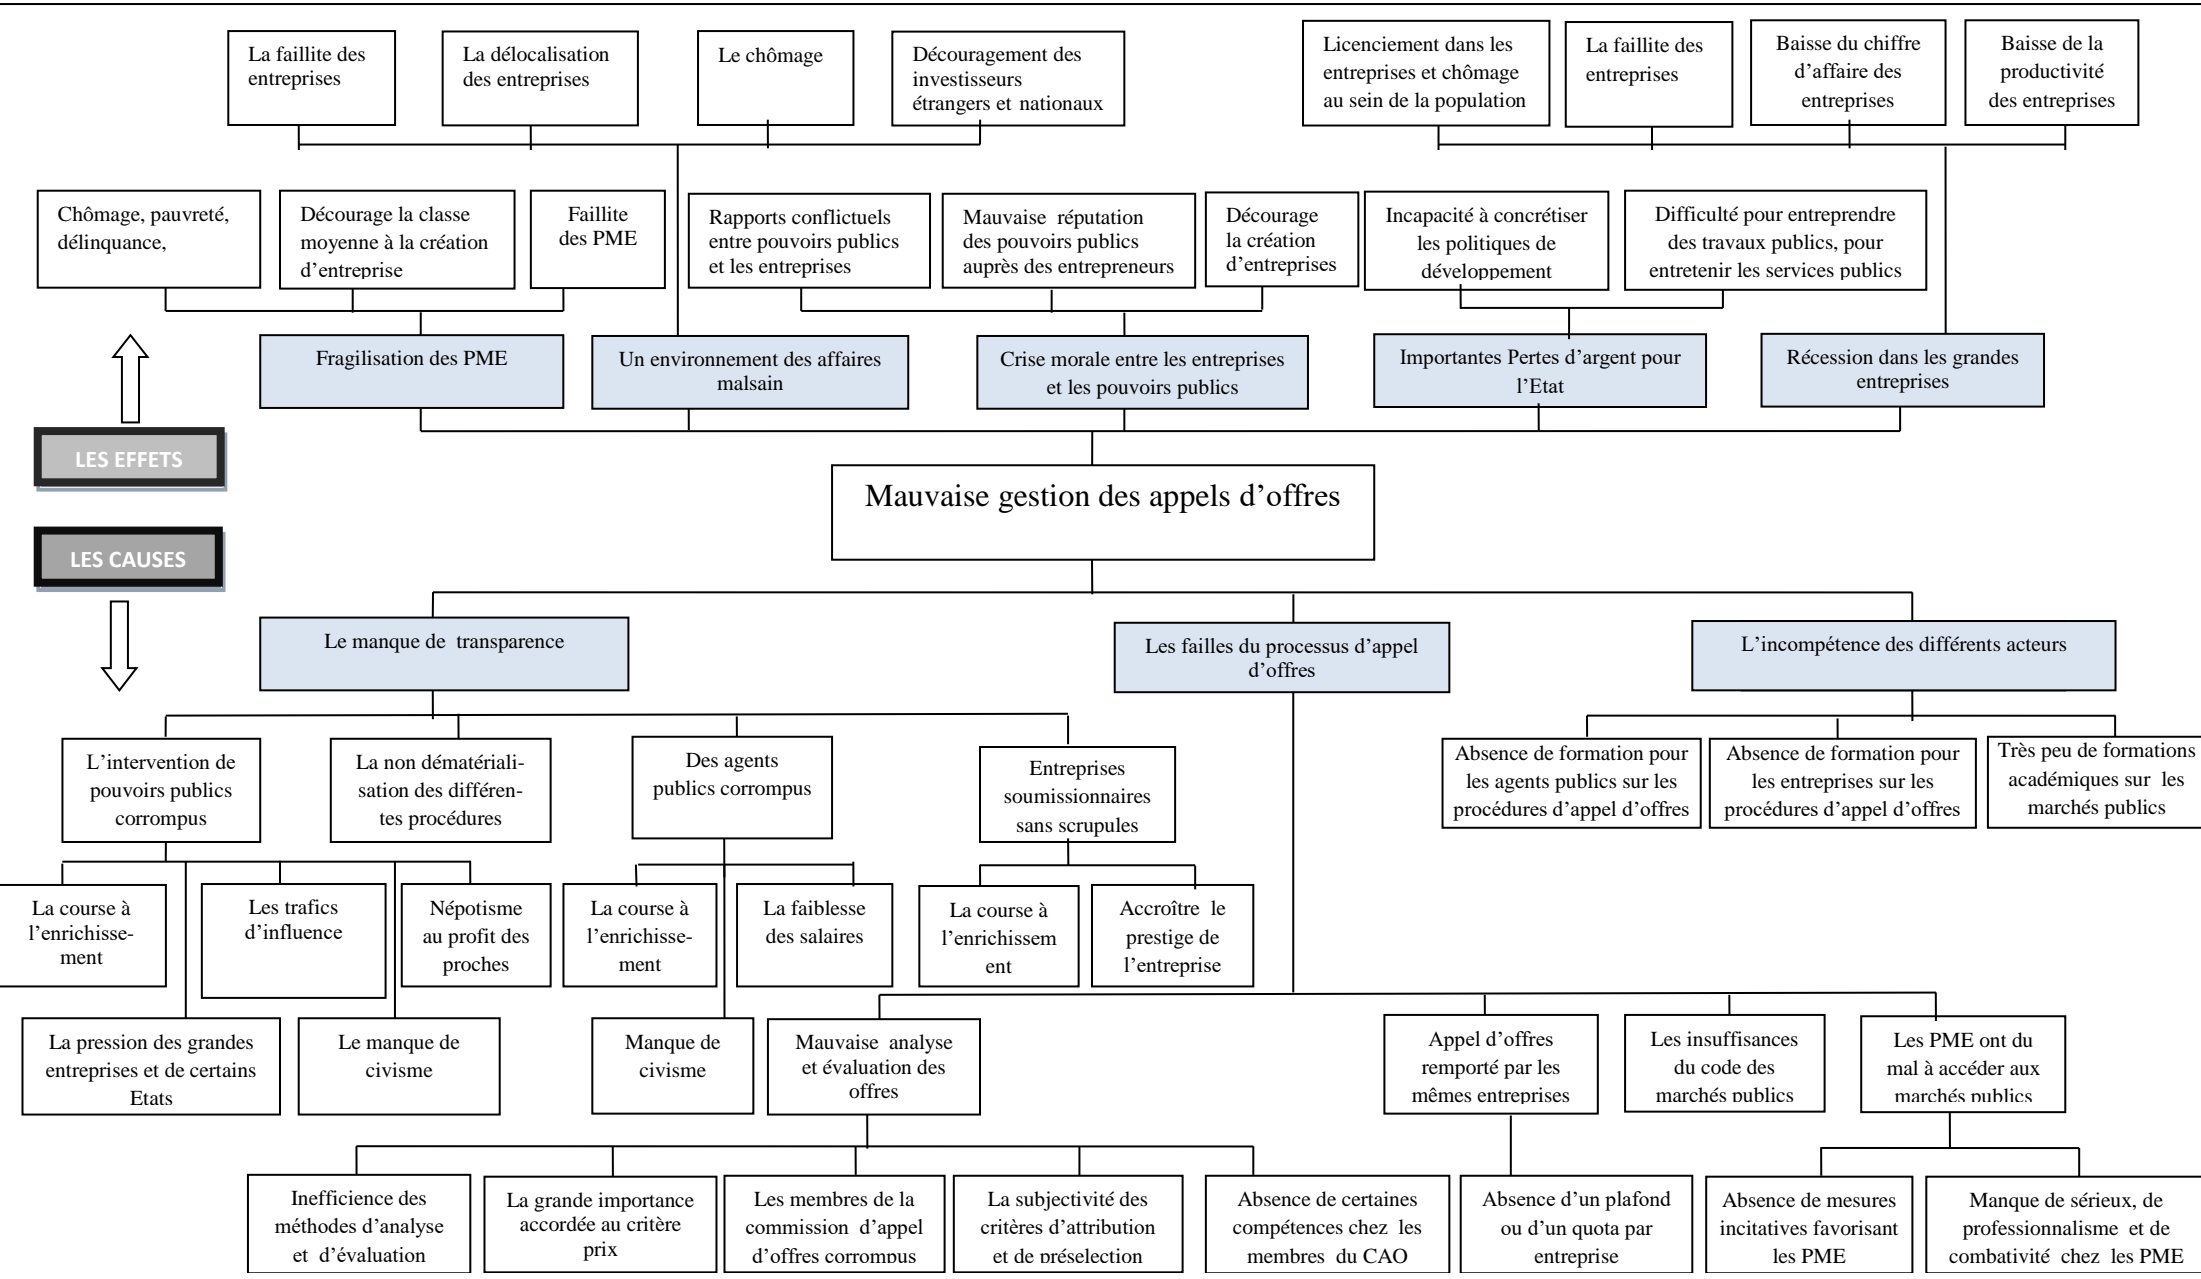 La faillite des
entreprises
La délocalisation
des entreprises
Le chômage
Découragement des
investisseurs
étrangers et nationaux
Licenciement dans les
entreprises et chômage
au sein de la population
La faillite des
entreprises
Baisse du chiffre
d’affaire des
entreprises
Baisse de la
productivité
des entreprises
Chômage, pauvreté,
délinquance,
Décourage la classe
moyenne à la création
d’entreprise
Faillite
des PME
Rapports conflictuels
entre pouvoirs publics
et les entreprises
Mauvaise réputation
des pouvoirs publics
auprès des entrepreneurs
Décourage
la création
d’entreprises
Incapacité à concrétiser
les politiques de
développement
Difficulté pour entreprendre
des travaux publics, pour
entretenir les services publics
Fragilisation des PME
Un environnement des affaires
malsain
Crise morale entre les entreprises
et les pouvoirs publics
Importantes Pertes d’argent pour
l’Etat
Récession dans les grandes
entreprises
LES EFFETS
Mauvaise gestion des appels d’offres
LES CAUSES
Le manque de transparence
Les failles du processus d’appel
d’offres
L’incompétence des différents acteurs
L’intervention de
pouvoirs publics
corrompus
La non dématériali-
sation des différen-
tes procédures
Des agents
publics corrompus
Entreprises
soumissionnaires
sans scrupules
Absence de formation pour
les agents publics sur les
procédures d’appel d’offres
Absence de formation pour
les entreprises sur les
procédures d’appel d’offres
Très peu de formations
académiques sur les
marchés publics
La course à
l’enrichisse-
ment
Les trafics
d’influence
Népotisme
au profit des
proches
La course à
l’enrichisse-
ment
La faiblesse
des salaires
La course à
l’enrichissem
ent
Accroître le
prestige de
l’entreprise
La pression des grandes
entreprises et de certains
Etats
Le manque de
civisme
Manque de
civisme
Mauvaise analyse
et évaluation des
offres
Appel d’offres
remporté par les
mêmes entreprises
Les insuffisances
du code des
marchés publics
Les PME ont du
mal à accéder aux
marchés publics
Inefficience des
méthodes d’analyse
et d’évaluation
La grande importance
accordée au critère
prix
Les membres de la
commission d’appel
d’offres corrompus
La subjectivité des
critères d’attribution
et de préselection
Absence de certaines
compétences chez les
membres du CAO
Absence d’un plafond
ou d’un quota par
entreprise
Absence de mesures
incitatives favorisant
les PME
Manque de sérieux, de
professionnalisme et de
combativité chez les PME